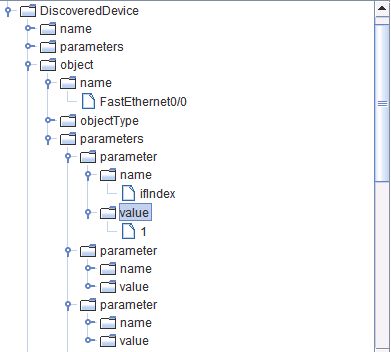 DiscoveredDevice
name
parameters
object
name
FastEthernet0/0
objectType
parameters
parameter
name
ifIndex
value
1
parameter
name
value
parameter
name
value